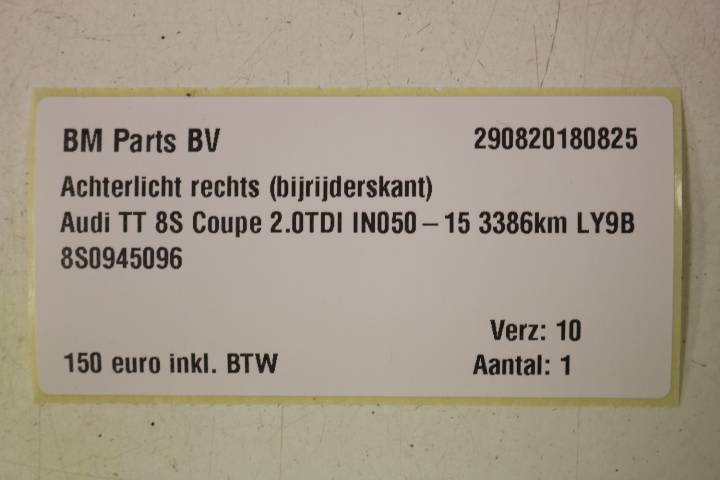 BM Parts BV 290820180825
Achterlicht rechts (bijrijderskant)
Audi TT 8S Coupe 2.0TDI IN050 – 15 3386km LY9B
8S0945096
Verz: 10
150 euro inkl. BTW Aantal: 1